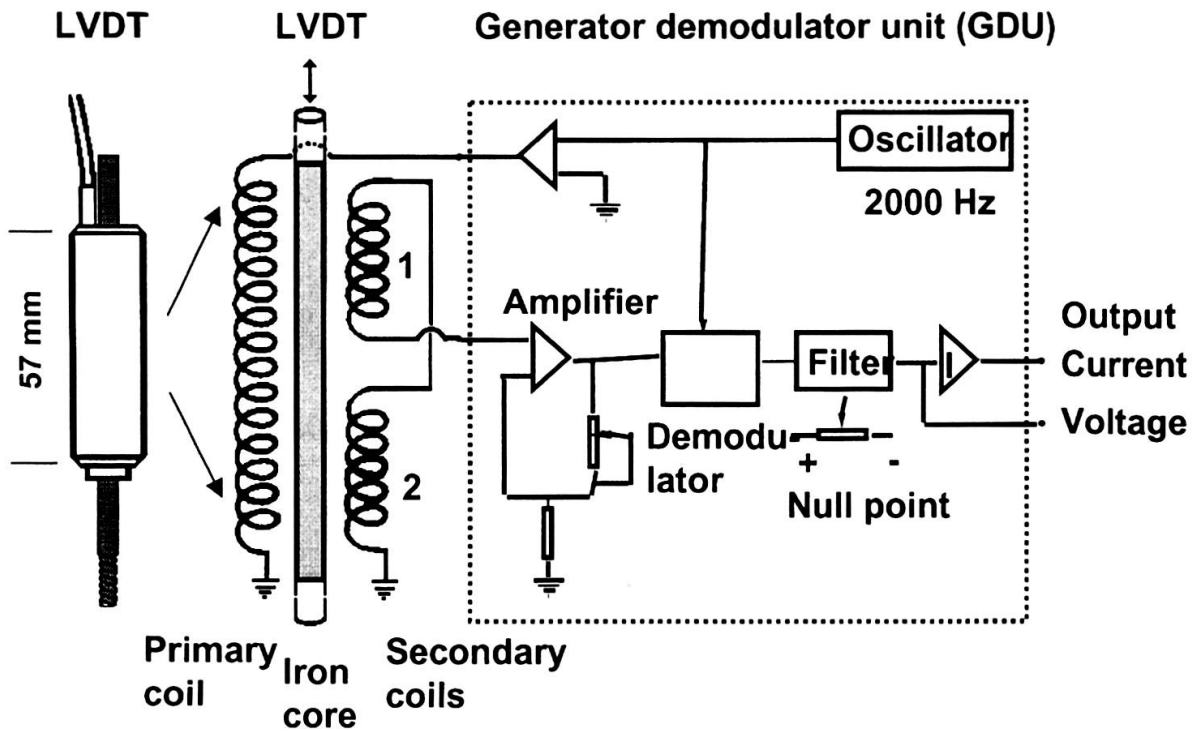 LVDT
LVDT
Generator demodulator unit (GDU)
Oscillator
2000 Hz
57 mm
1
Amplifier
Output
Filter
Current
Demodu-
lator
Voltage
+ -
2
Null point
Primary
coil
Iron
core
Secondary
coils